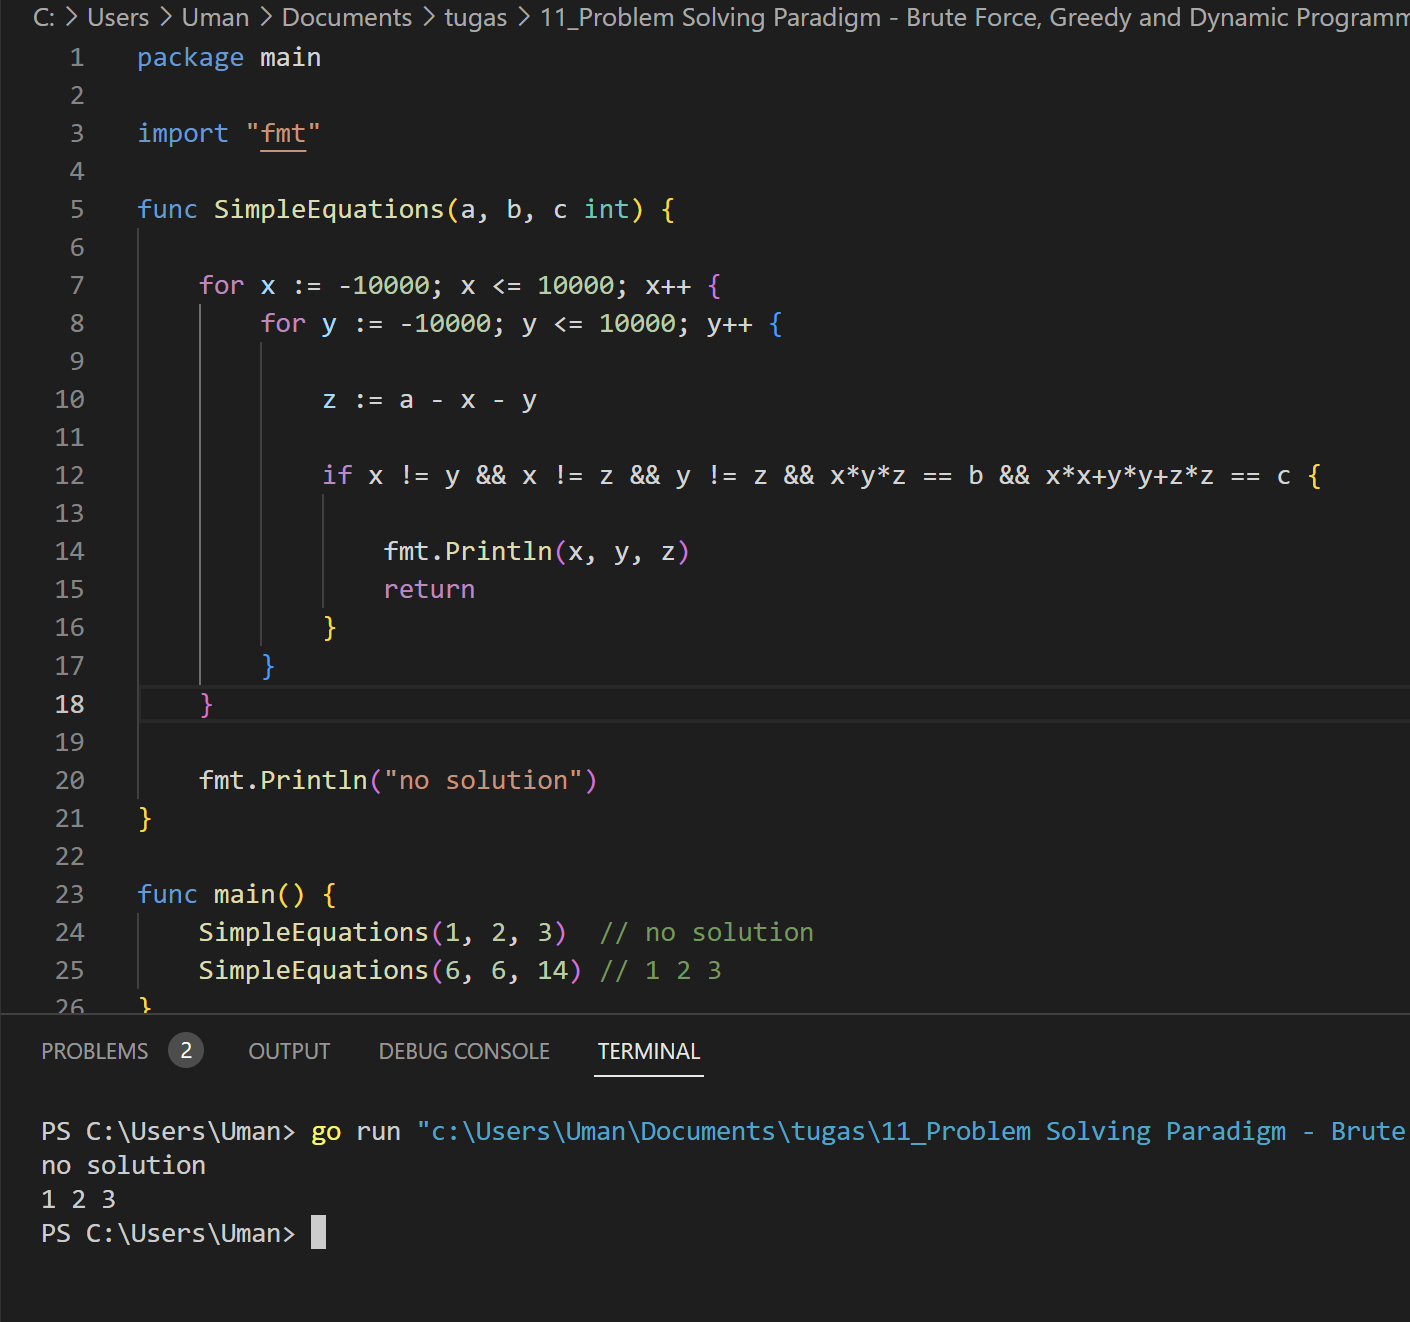 C: > Users > Uman > Documents > tugas > 11_Problem Solving Paradigm - Brute Force, Greedy and Dynamic
1 package main
2
3 import "fmt"
4
5 func SimpleEquations(a, b, c int) {
6
7 for x := -10000; x <= 10000; x++ {
8 for y := -10000; y <= 10000; y++ {
9
10 z := a - x - y
11
12 if x != y && x != z && y != z && x*y*z == b && x*x+y*y+z*z == c {
13
14 fmt.Println(x, y, z)
15 return
16 }
17 }
18 }
19
20 fmt.Println("no solution")
21 }
22
23 func main() {
24 SimpleEquations(1, 2, 3) // no solution
25 SimpleEquations(6, 6, 14) // 1 2 3
26 }
PROBLEMS 2 OUTPUT DEBUG CONSOLE TERMINAL
PS C:\Users\Uman> go run "c:\Users\Uman\Documents\tugas\11_Problem Solving Paradigm - Brute
no solution
1 2 3
PS C:\Users\Uman>